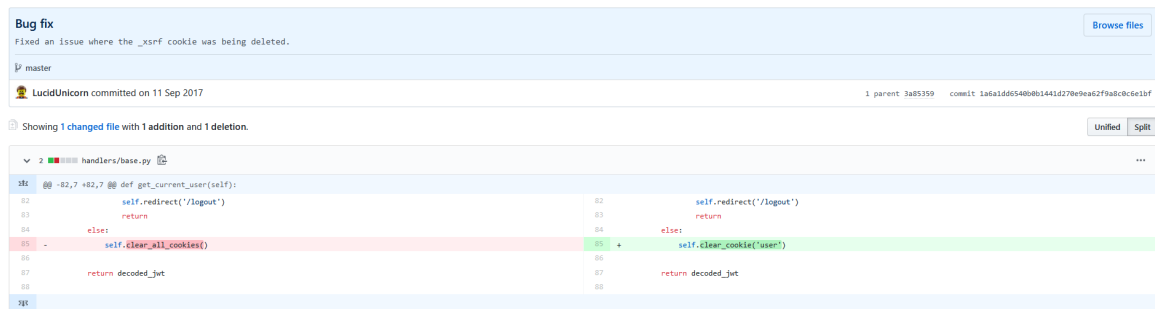 Bug fix
Browse files
Fixed an issue where the _xsrf cookie was being deleted.
master
LucidUnicorn committed on 11 Sep 2017
1 parent 3a85359 commit 1a6a1dd6540b0b1441d270e9ea62f9a8c0c6e1bf
Showing 1 changed file with 1 addition and 1 deletion.
Unified Split
2 handlers/base.py
@@ -82,7 +82,7 @@ def get_current_user(self):
82 self.redirect('/logout') 82 self.redirect('/logout')
83 return 83 return
84 else: 84 else:
85 - self.clear_all_cookies() 85 + self.clear_cookie('user')
86 86
87 return decoded_jwt 87 return decoded_jwt
88 88